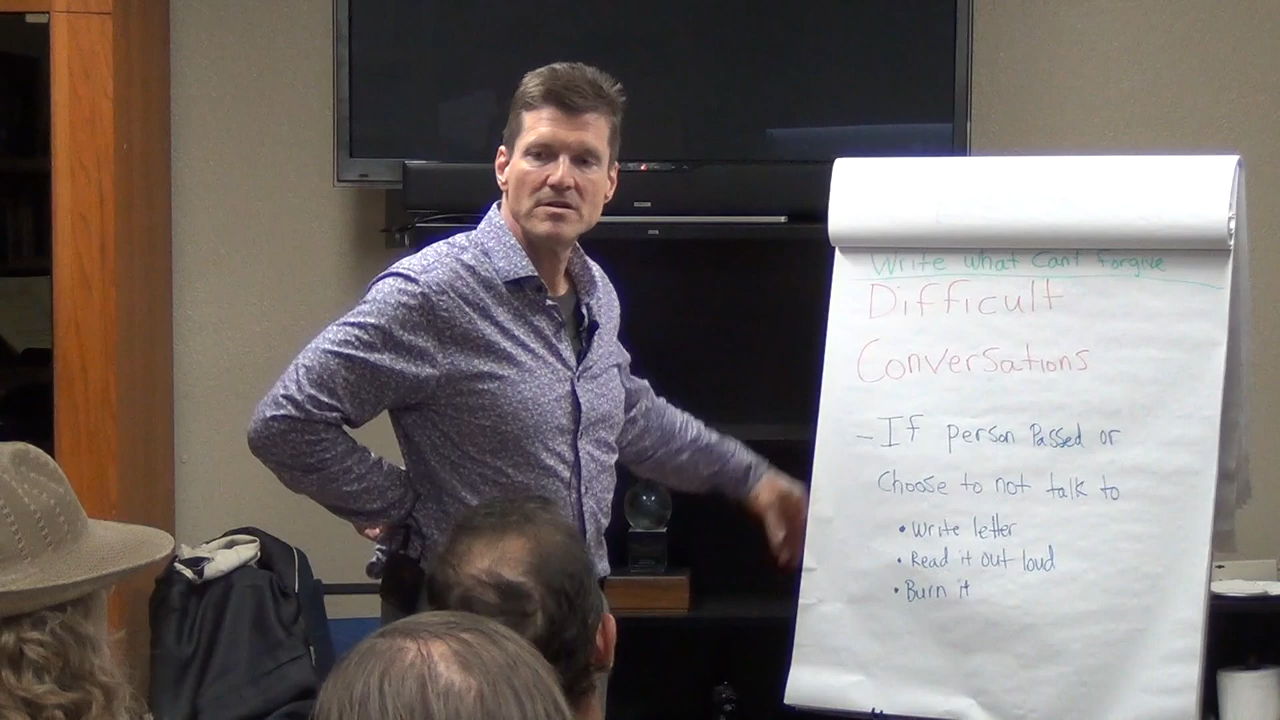 Write what Cant forgive
Difficult
Conversations
- If person Passed or
Choose to not talk to
• Write letter
• Read it out loud
• Burn it